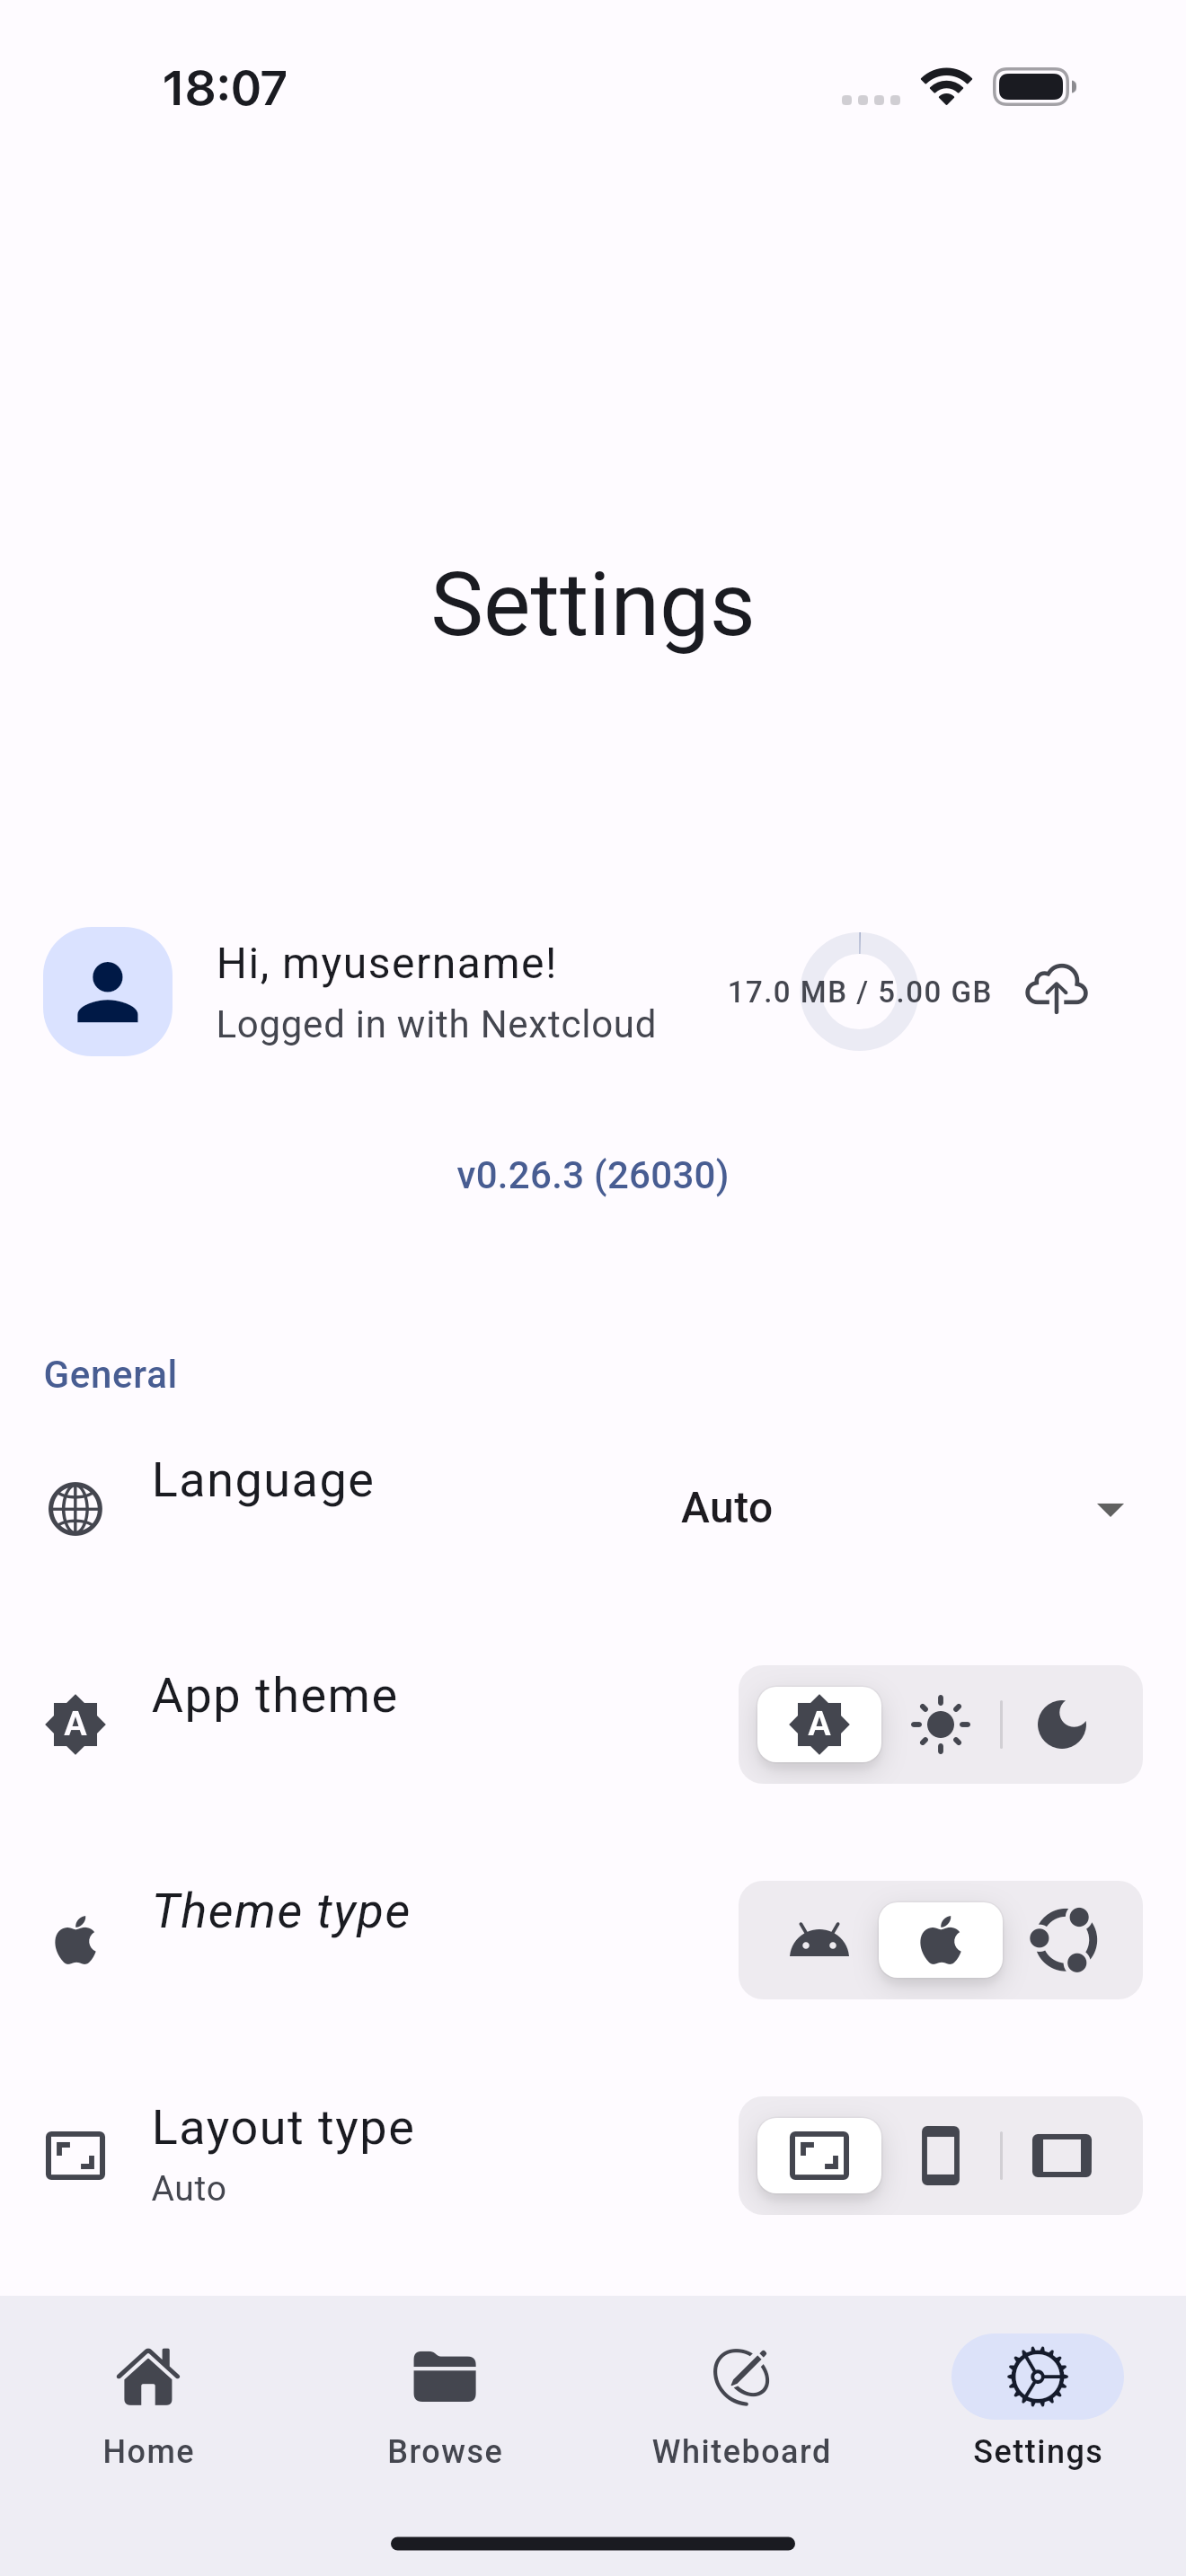 18:07
Settings
Hi, myusername!
Logged in with Nextcloud
17.0 MB / 5.00 GB
v0.26.3 (26030)
General
Language
Auto
A
App theme
A
Theme type
Layout type
Auto
Home
Browse
Whiteboard
Settings